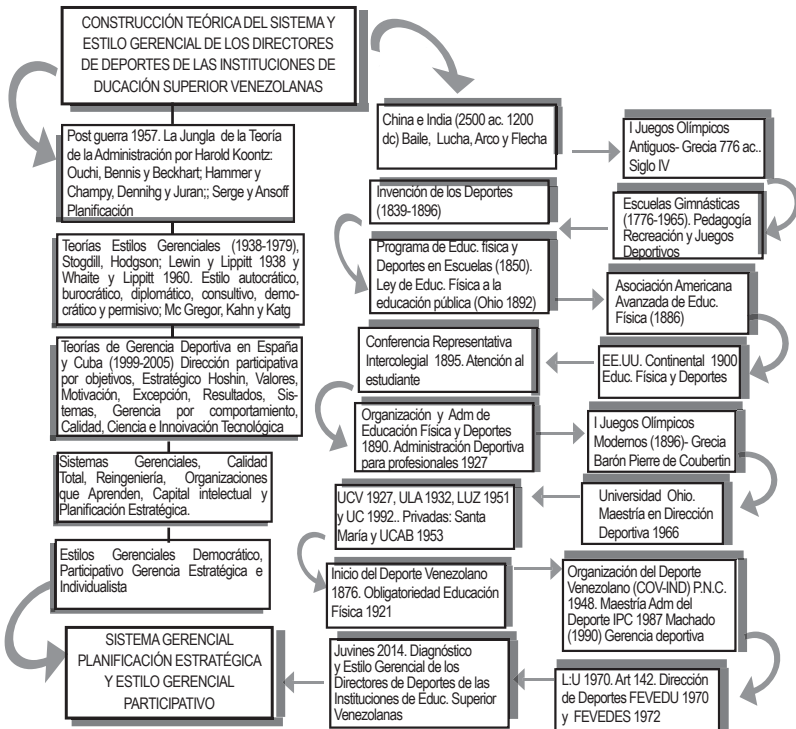 CONSTRUCCIÓN TEÓRICA DEL SISTEMA Y
ESTILO GERENCIAL DE LOS DIRECTORES
DE DEPORTES DE LAS INSTITUCIONES DE
DUCACIÓN SUPERIOR VENEZOLANAS
Post guerra 1957. La Jungla de la Teoría
de la Administración por Harold Koontz:
Ouchi, Bennis y Beckhart; Hammer y
Champy, Dennihg y Juran;; Serge y Ansoff
Planificación
Teorías Estilos Gerenciales (1938-1979),
Stogdill, Hodgson; Lewin y Lippitt 1938 y
Whaite y Lippitt 1960. Estilo autocrático,
burocrático, diplomático, consultivo, demo-
crático y permisivo; Mc Gregor, Kahn y Katg
Teorías de Gerencia Deportiva en España
y Cuba (1999-2005) Dirección participativa
por objetivos, Estratégico Hoshin, Valores,
Motivación, Excepción, Resultados, Sis-
temas, Gerencia por comportamiento,
Calidad, Ciencia e Innoivación Tecnológica
Sistemas Gerenciales, Calidad
Total, Reingeniería, Organizaciones
que Aprenden, Capital intelectual y
Planificación Estratégica.
Estilos Gerenciales Democrático,
Participativo Gerencia Estratégica e
Individualista
SISTEMA GERENCIAL
PLANIFICACIÓN ESTRATÉGICA
Y ESTILO GERENCIAL
PARTICIPATIVO
China e India (2500 ac. 1200
dc) Baile, Lucha, Arco y Flecha
I Juegos Olímpicos
Antiguos- Grecia 776 ac..
Siglo IV
Invención de los Deportes
(1839-1896)
Escuelas Gimnásticas
(1776-1965). Pedagogía
Recreación y Juegos
Deportivos
Programa de Educ. física y
Deportes en Escuelas (1850).
Ley de Educ. Física a la
educación pública (Ohio 1892)
Asociación Americana
Avanzada de Educ.
Física (1886)
Conferencia Representativa
Intercolegial 1895. Atención al
estudiante
EE.UU. Continental 1900
Educ. Física y Deportes
Organización y Adm de
Educación Física y Deportes
1890. Administración Deportiva
para profesionales 1927
I Juegos Olímpicos
Modernos (1896)- Grecia
Barón Pierre de Coubertin
UCV 1927, ULA 1932, LUZ 1951
y UC 1992.. Privadas: Santa
María y UCAB 1953
Universidad Ohio.
Maestría en Dirección
Deportiva 1966
Inicio del Deporte Venezolano
1876. Obligatoriedad Educación
Física 1921
Organización del Deporte
Venezolano (COV-IND) P.N.C.
1948. Maestría Adm del
Deporte IPC 1987 Machado
(1990) Gerencia deportiva
Juvines 2014. Diagnóstico
y Estilo Gerencial de los
Directores de Deportes de las
Instituciones de Educ. Superior
Venezolanas
L:U 1970. Art 142. Dirección
de Deportes FEVEDU 1970
y FEVEDES 1972